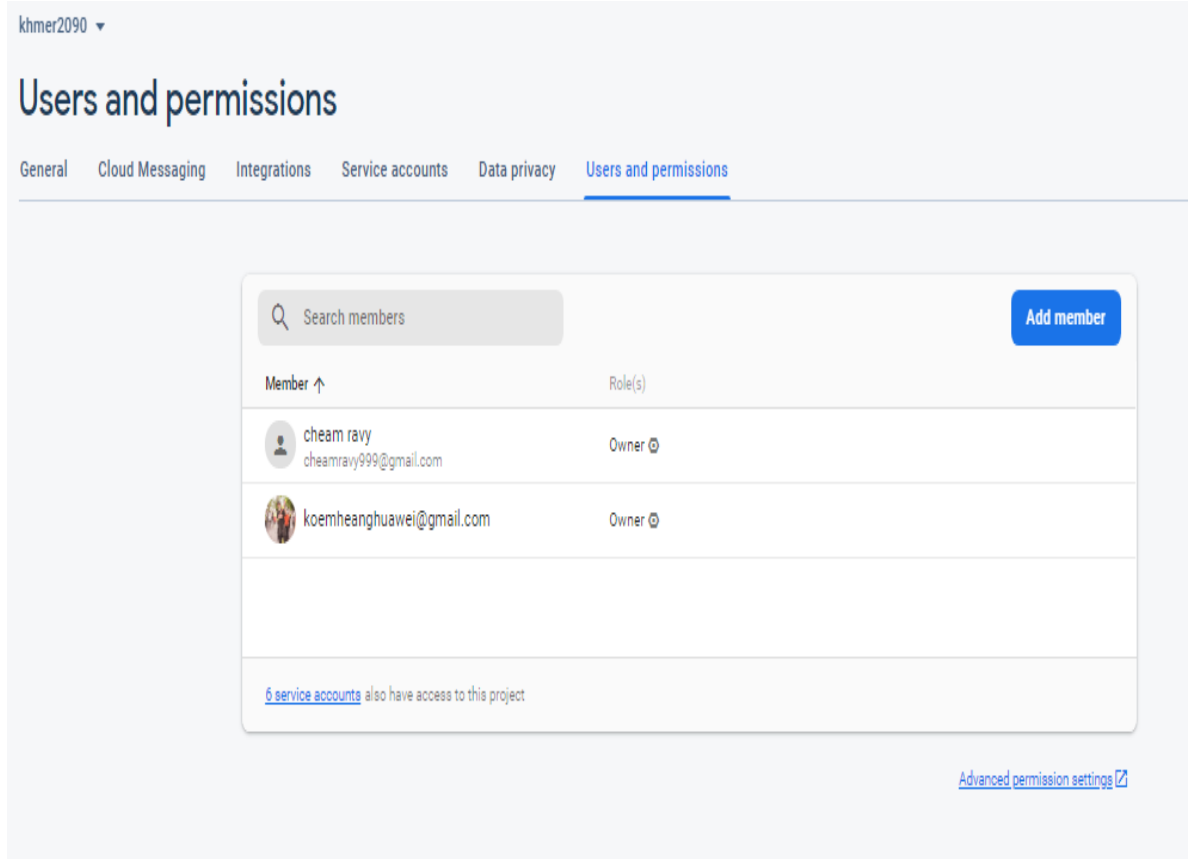 khmer2090
Users and permissions
General Cloud Messaging Integrations Service accounts Data privacy Users and permissions
Search members
Add member
Member Role(s)
cheam ravy
cheamravy999@gmail.com
Owner
koemheanghuawei@gmail.com
Owner
6 service accounts also have access to this project
Advanced permission settings